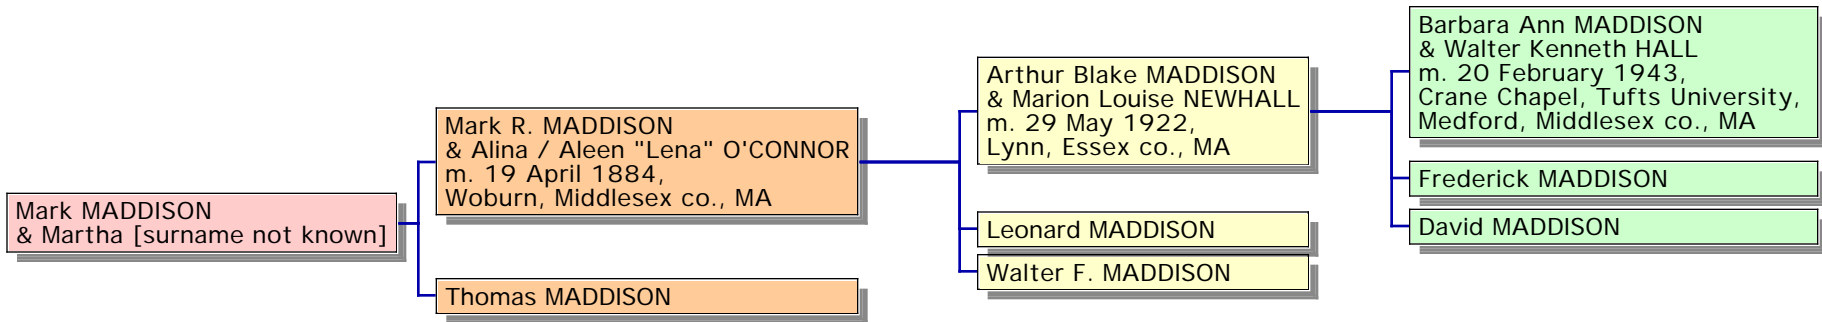 Mark MADDISON
& Martha [surname not known]
Mark R. MADDISON
& Alina / Aleen "Lena" O'CONNOR
m. 19 April 1884,
Woburn, Middlesex co., MA
Thomas MADDISON
Arthur Blake MADDISON
& Marion Louise NEWHALL
m. 29 May 1922,
Lynn, Essex co., MA
Leonard MADDISON
Walter F. MADDISON
Barbara Ann MADDISON
& Walter Kenneth HALL
m. 20 February 1943,
Crane Chapel, Tufts University,
Medford, Middlesex co., MA
Frederick MADDISON
David MADDISON